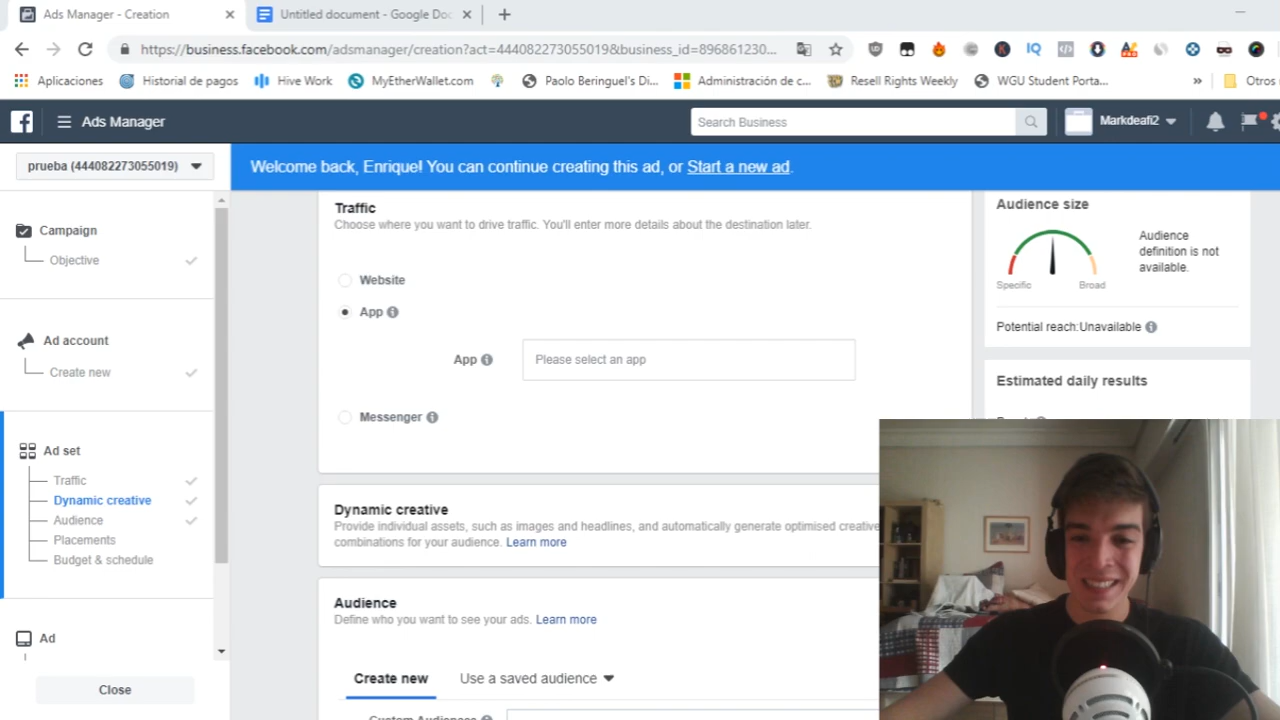 Ads Manager - Creation
Untitled document - Google Doc
https://business.facebook.com/adsmanager/creation?act=444082273055019&business_id=896861230...
Aplicaciones
Historial de pagos
Hive Work
MyEtherWallet.com
Paolo Beringuel's Di...
Administración de c...
Resell Rights Weekly
WGU Student Porta...
»
Otros
Ads Manager
Search Business
Markdeafi2
prueba (444082273055019)
Welcome back, Enrique! You can continue creating this ad, or Start a new ad.
Campaign
Objective
Ad account
Create new
Ad set
Traffic
Dynamic creative
Audience
Placements
Budget & schedule
Ad
Close
Traffic
Choose where you want to drive traffic. You'll enter more details about the destination later.
Website
App
App
Please select an app
Messenger
Dynamic creative
Provide individual assets, such as images and headlines, and automatically generate optimised creative
combinations for your audience. Learn more
Audience
Define who you want to see your ads. Learn more
Create new
Use a saved audience
Custom Audiences
Audience size
Specific
Broad
Audience
definition is not
available.
Potential reach:Unavailable
Estimated daily results